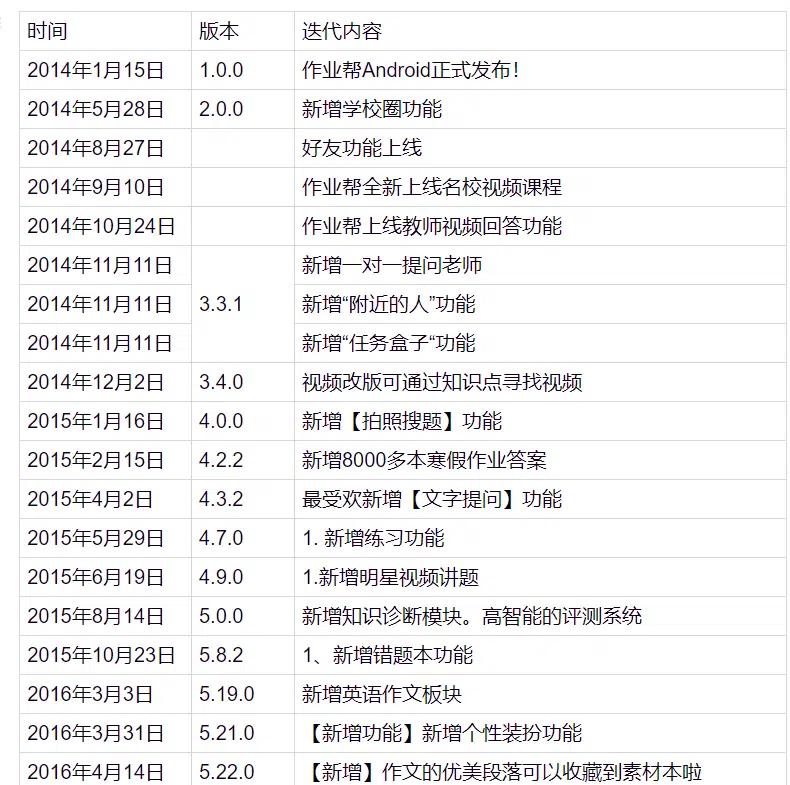 时间 版本 迭代内容
2014年1月15日 1.0.0 作业帮Android正式发布！
2014年5月28日 2.0.0 新增学校圈功能
2014年8月27日 好友功能上线
2014年9月10日 作业帮全新上线名校视频课程
2014年10月24日 作业帮上线教师视频回答功能
2014年11月11日 新增一对一提问老师
2014年11月11日 3.3.1 新增“附近的人”功能
2014年11月11日 新增“任务盒子“功能
2014年12月2日 3.4.0 视频改版可通过知识点寻找视频
2015年1月16日 4.0.0 新增【拍照搜题】功能
2015年2月15日 4.2.2 新增8000多本寒假作业答案
2015年4月2日 4.3.2 最受欢新增【文字提问】功能
2015年5月29日 4.7.0 1. 新增练习功能
2015年6月19日 4.9.0 1.新增明星视频讲题
2015年8月14日 5.0.0 新增知识诊断模块。高智能的评测系统
2015年10月23日 5.8.2 1、新增错题本功能
2016年3月3日 5.19.0 新增英语作文板块
2016年3月31日 5.21.0 【新增功能】新增个性装扮功能
2016年4月14日 5.22.0 【新增】作文的优美段落可以收藏到素材本啦